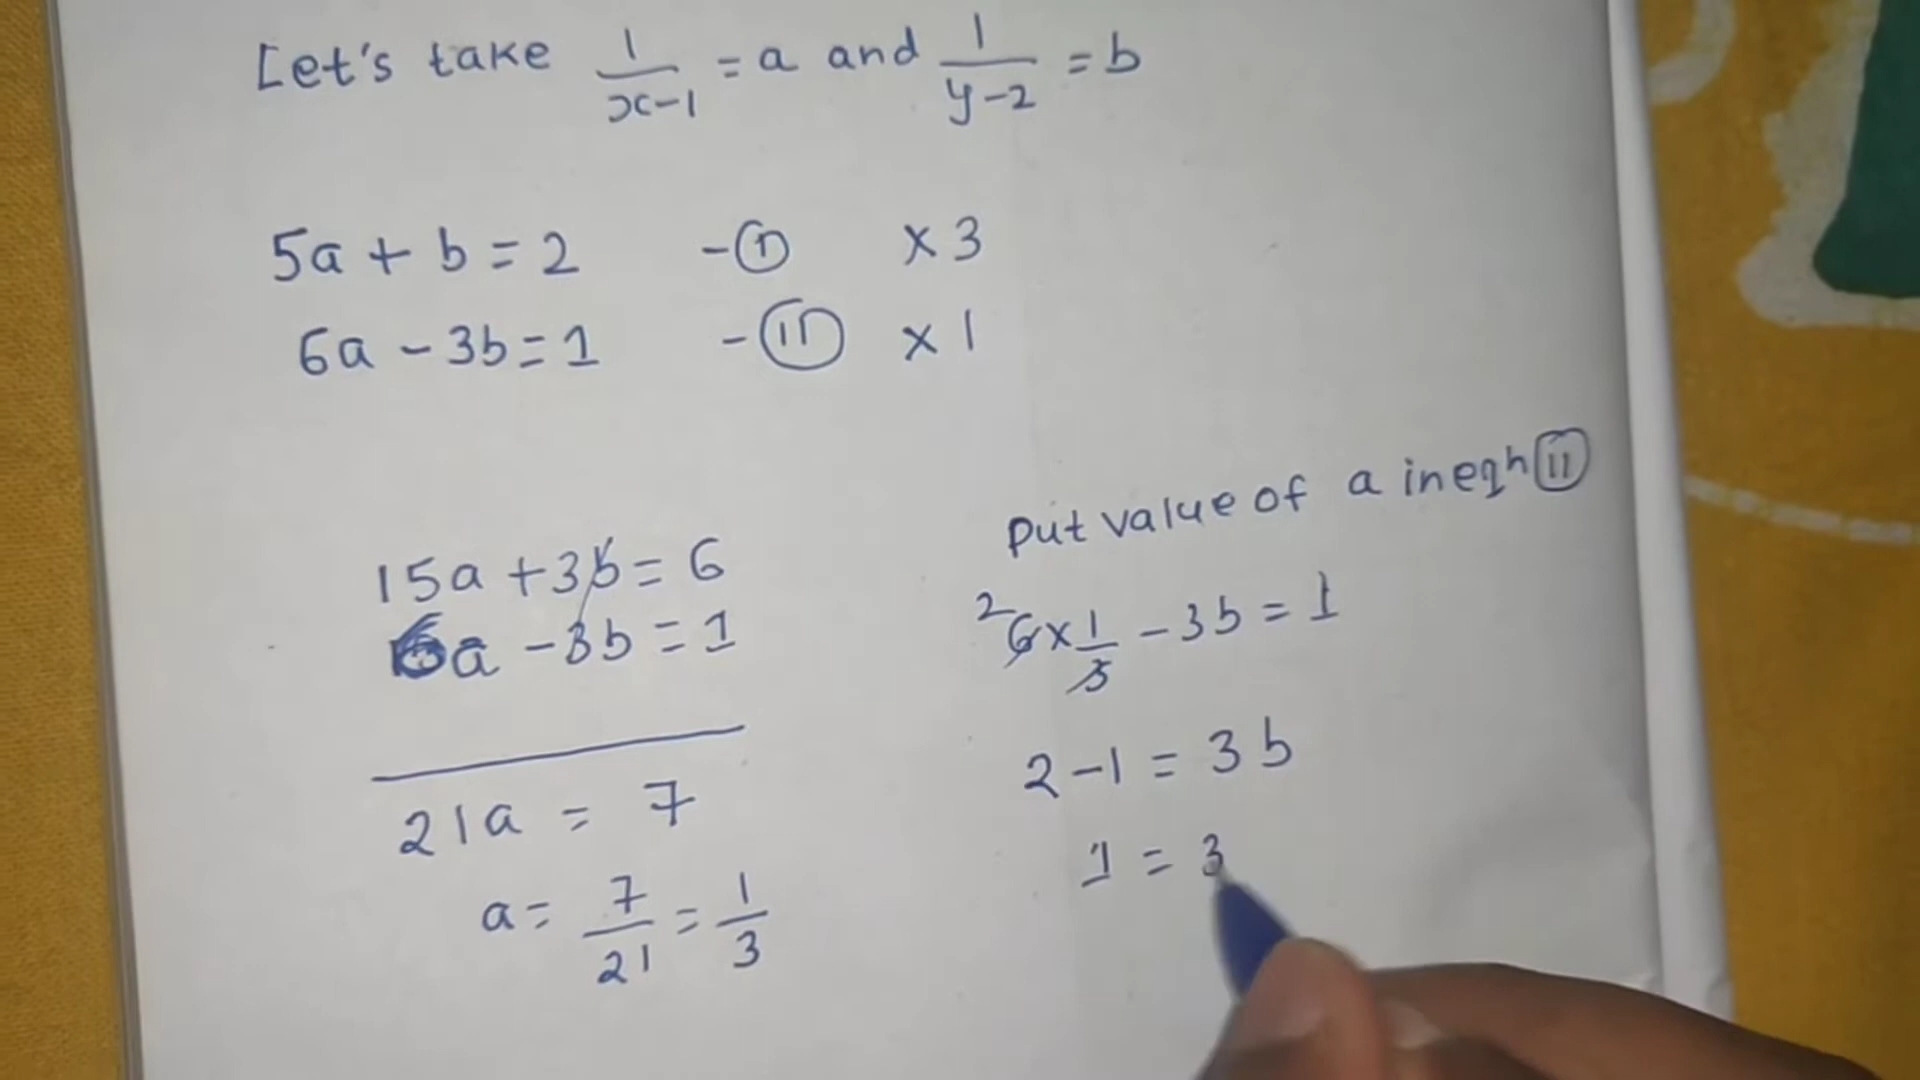 Let's take 1/x-1 = a and 1/y-2 = b
5a + b = 2 -(i) × 3
6a - 3b = 1 -(ii) × 1
15a + 3b = 6
6a - 3b = 1
21a = 7
a = 7/21 = 1/3
Put value of a in eqn (ii)
2 6 × 1/3 - 3b = 1
2 - 1 = 3b
1 = 3